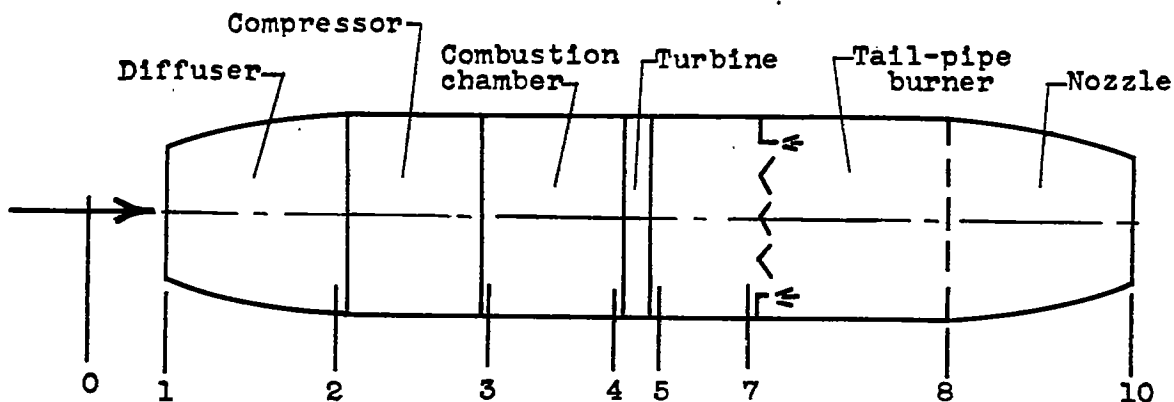 Compressor
Diffuser
Combustion
chamber
Turbine
Tail-pipe
burner
Nozzle
0 1 2 3 4 5 7 8 10